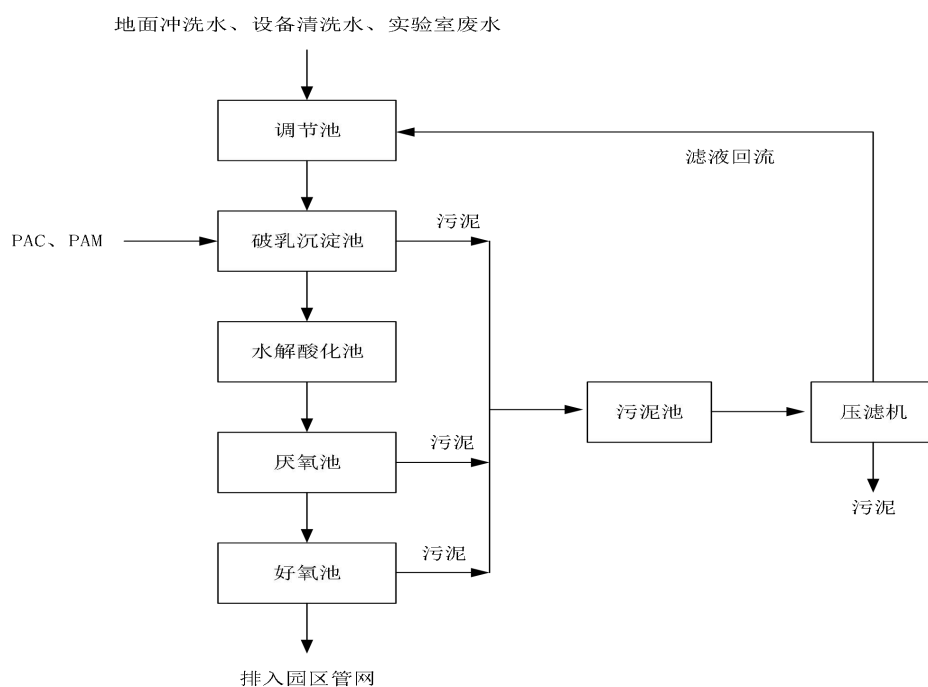 地面冲洗水、设备清洗水、实验室废水
调节池
滤液回流
污泥
PAC、PAM
破乳沉淀池
水解酸化池
污泥池
压滤机
污泥
厌氧池
污泥
污泥
好氧池
排入园区管网